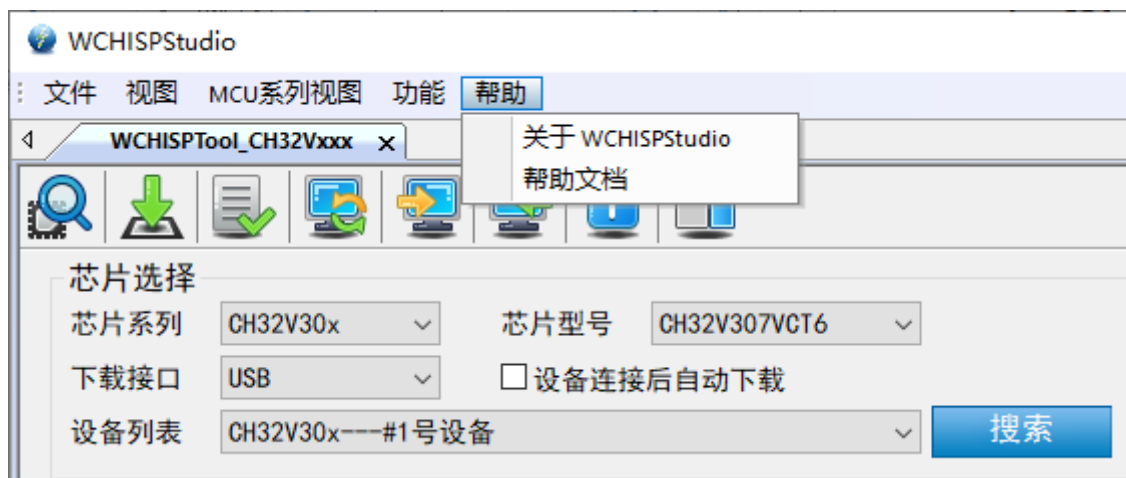 WCHISPStudio
文件 视图 MCU系列视图 功能 帮助
WCHISPTool_CH32Vxxx x
关于 WCHISPStudio
帮助文档
芯片选择
芯片系列 CH32V30x 芯片型号 CH32V307VCT6
下载接口 USB 设备连接后自动下载
设备列表 CH32V30x---#1号设备 搜索